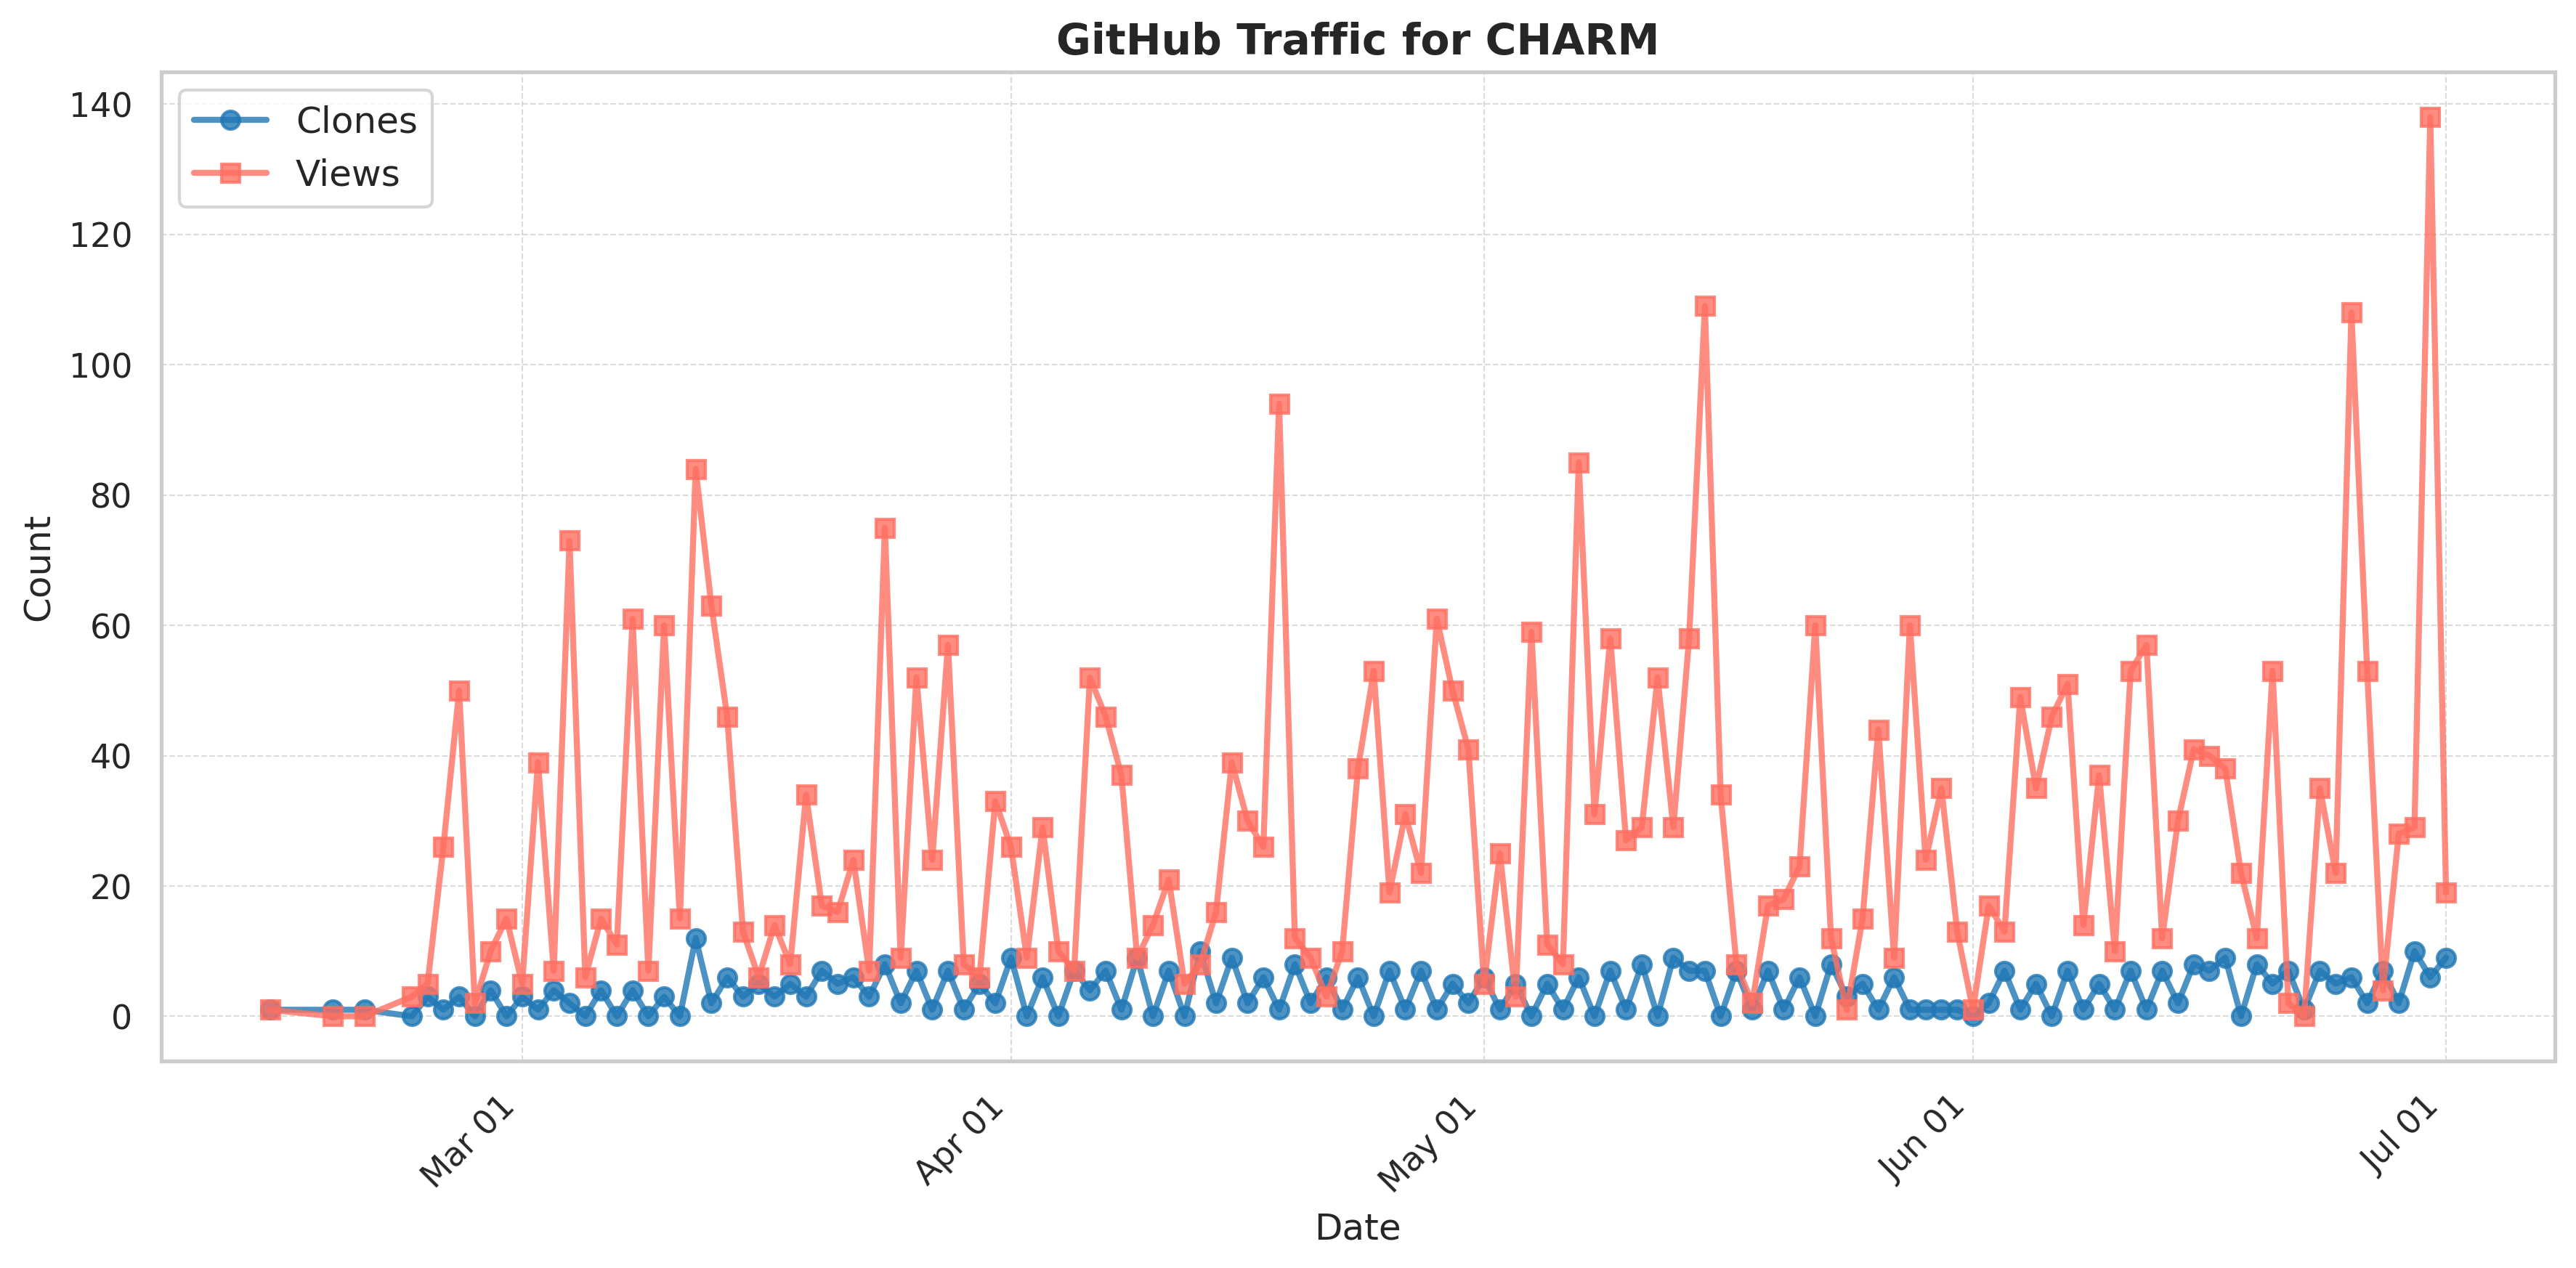 GitHub Traffic for CHARM
Clones
Views
140
120
100
80
60
40
20
0
Count
Mar 01
Apr 01
May 01
Jun 01
Jul 01
Date